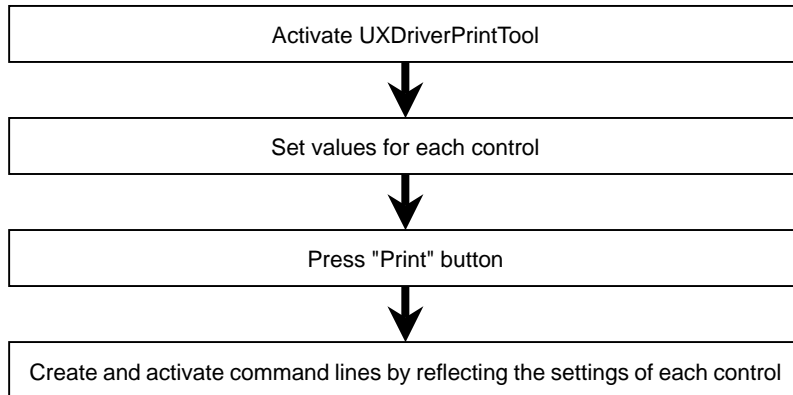 Activate UXDriverPrintTool
Set values for each control
Press "Print" button
Create and activate command lines by reflecting the settings of each control